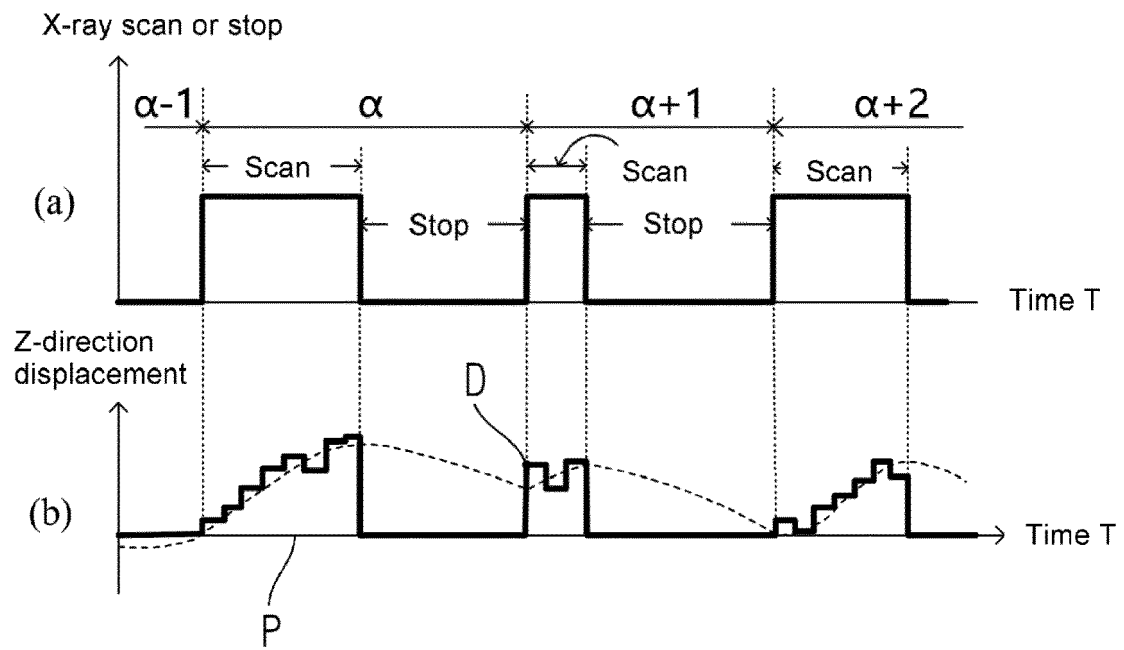 X-ray scan or stop
α-1 α α+1 α+2
Scan Scan Scan
(a)
Stop Stop
Time T
Z-direction
displacement
D
(b)
Time T
P